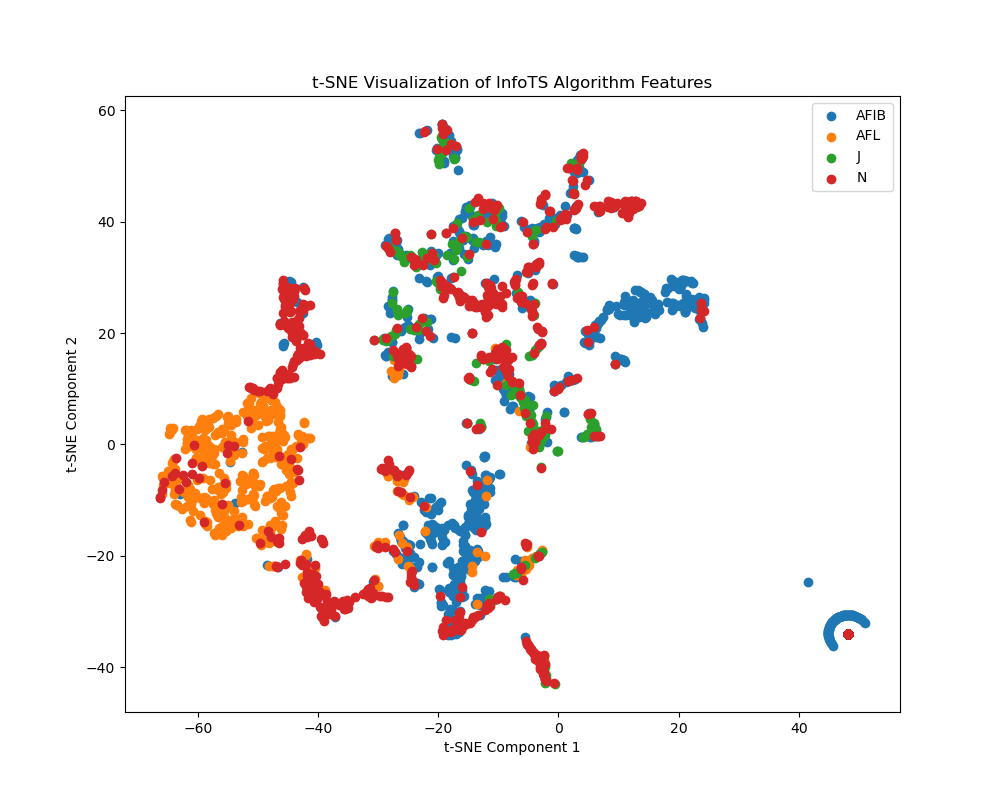 t-SNE Visualization of InfoTS Algorithm Features
AFIB
AFL
J
N
60
40
20
0
−20
−40
t-SNE Component 2
−60
−40
−20
0
20
40
t-SNE Component 1